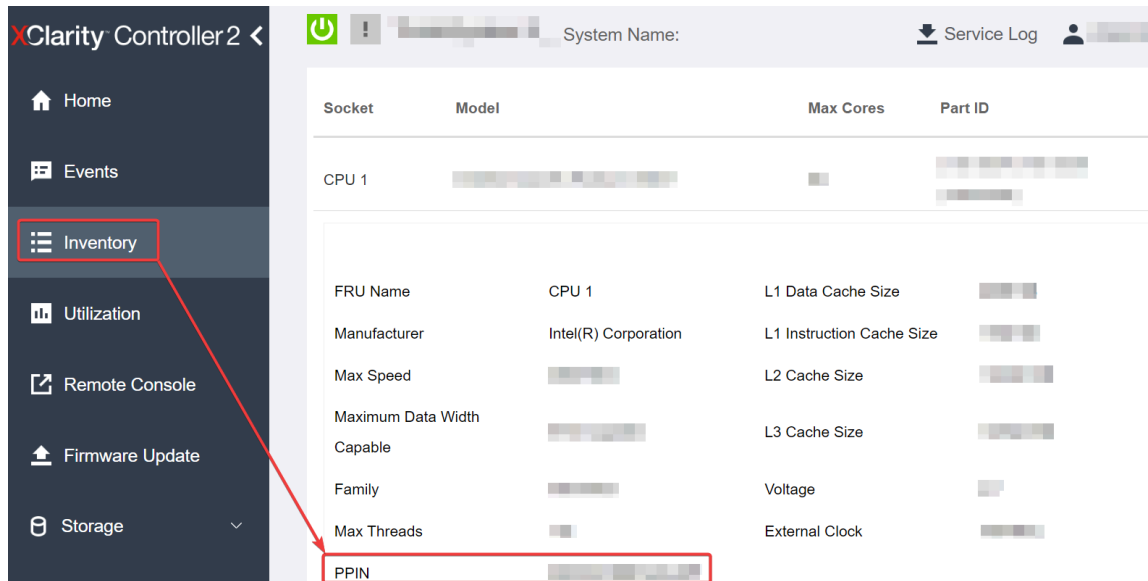 XClarity Controller 2
System Name:
Service Log
Home
Events
Inventory
Utilization
Remote Console
Firmware Update
Storage
Socket Model Max Cores Part ID
CPU 1
FRU Name CPU 1 L1 Data Cache Size
Manufacturer Intel(R) Corporation L1 Instruction Cache Size
Max Speed L2 Cache Size
Maximum Data Width
Capable
L3 Cache Size
Family Voltage
Max Threads External Clock
PPIN